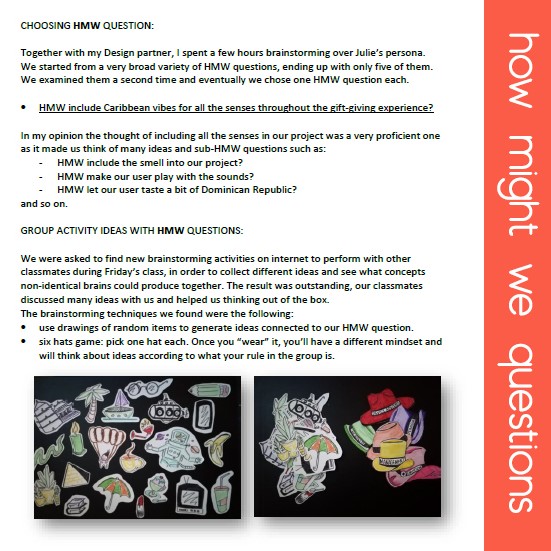 CHOOSING HMW QUESTION:
Together with my Design partner, I spent a few hours brainstorming over Julie's persona.
We started from a very broad variety of HMW questions, ending up with only five of them.
We examined them a second time and eventually we chose one HMW question each.
• HMW include Caribbean vibes for all the senses throughout the gift-giving experience?
In my opinion the thought of including all the senses in our project was a very proficient one
as it made us think of many ideas and sub-HMW questions such as:
- HMW include the smell into our project?
- HMW make our user play with the sounds?
- HMW let our user taste a bit of Dominican Republic?
and so on.
GROUP ACTIVITY IDEAS WITH HMW QUESTIONS:
We were asked to find new brainstorming activities on internet to perform with other
classmates during Friday's class, in order to collect different ideas and see what concepts
non-identical brains could produce together. The result was outstanding, our classmates
discussed many ideas with us and helped us thinking out of the box.
The brainstorming techniques we found were the following:
• use drawings of random items to generate ideas connected to our HMW question.
• six hats game: pick one hat each. Once you "wear" it, you'll have a different mindset and
will think about ideas according to what your rule in the group is.
how might we questions